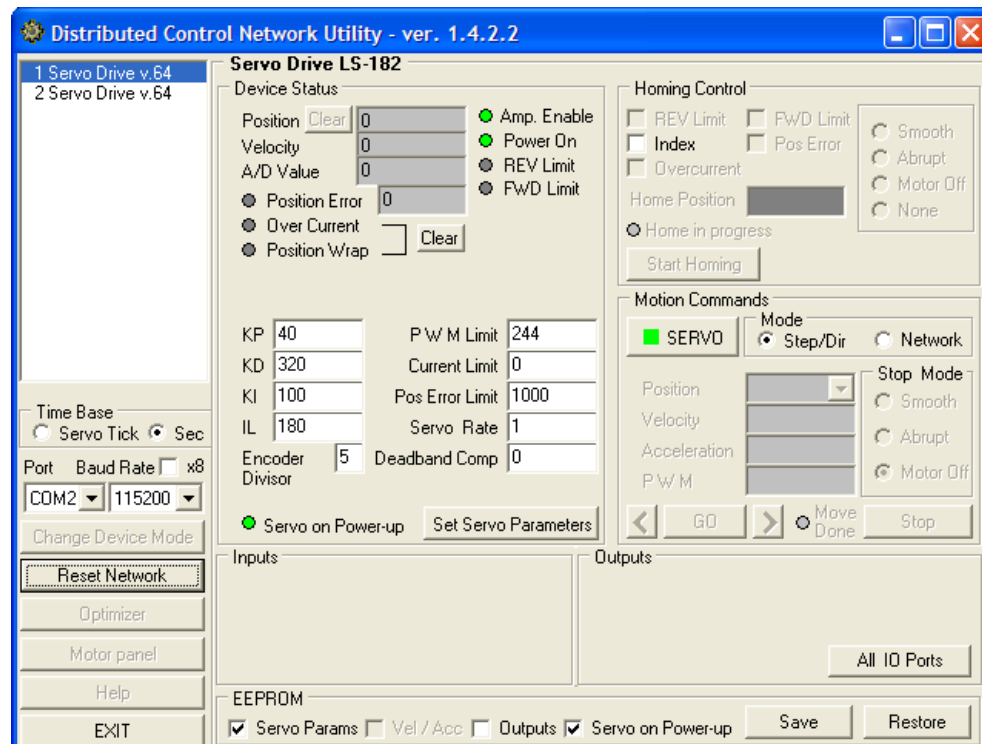 Distributed Control Network Utility - ver. 1.4.2.2
1 Servo Drive v.64
2 Servo Drive v.64
Time Base
Servo Tick Sec
Port Baud Rate x8
COM2 115200
Change Device Mode
Reset Network
Optimizer
Motor panel
Help
EXIT
Servo Drive LS-182
Device Status
Position Clear 0
Velocity 0
A/D Value 0
Position Error 0
Over Current
Position Wrap
Clear
Amp. Enable
Power On
REV Limit
FWD Limit
KP 40
KD 320
KI 100
IL 180
Encoder Divisor 5
P W M Limit 244
Current Limit 0
Pos Error Limit 1000
Servo Rate 1
Deadband Comp 0
Servo on Power-up
Set Servo Parameters
Homing Control
REV Limit FWD Limit
Index Pos Error
Overcurrent
Home Position
Home in progress
Start Homing
Smooth
Abrupt
Motor Off
None
Motion Commands
SERVO
Mode
Step/Dir Network
Position
Velocity
Acceleration
P W M
Stop Mode
Smooth
Abrupt
Motor Off
< GO > Move Done Stop
Inputs
Outputs
All IO Ports
EEPROM
Servo Params Vel / Acc Outputs Servo on Power-up Save Restore